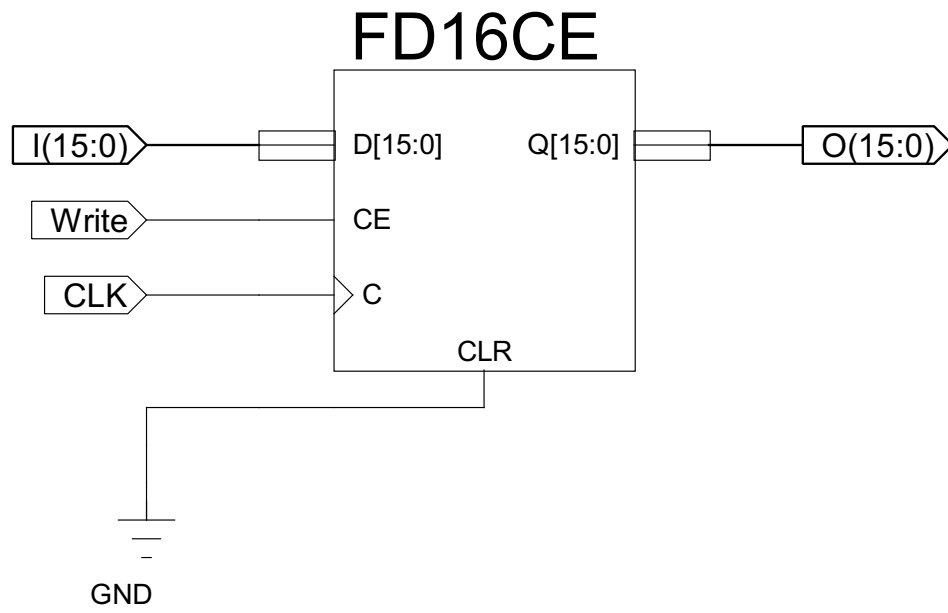 FD16CE
I(15:0)
D[15:0]
Q[15:0]
O(15:0)
Write
CE
CLK
C
CLR
GND